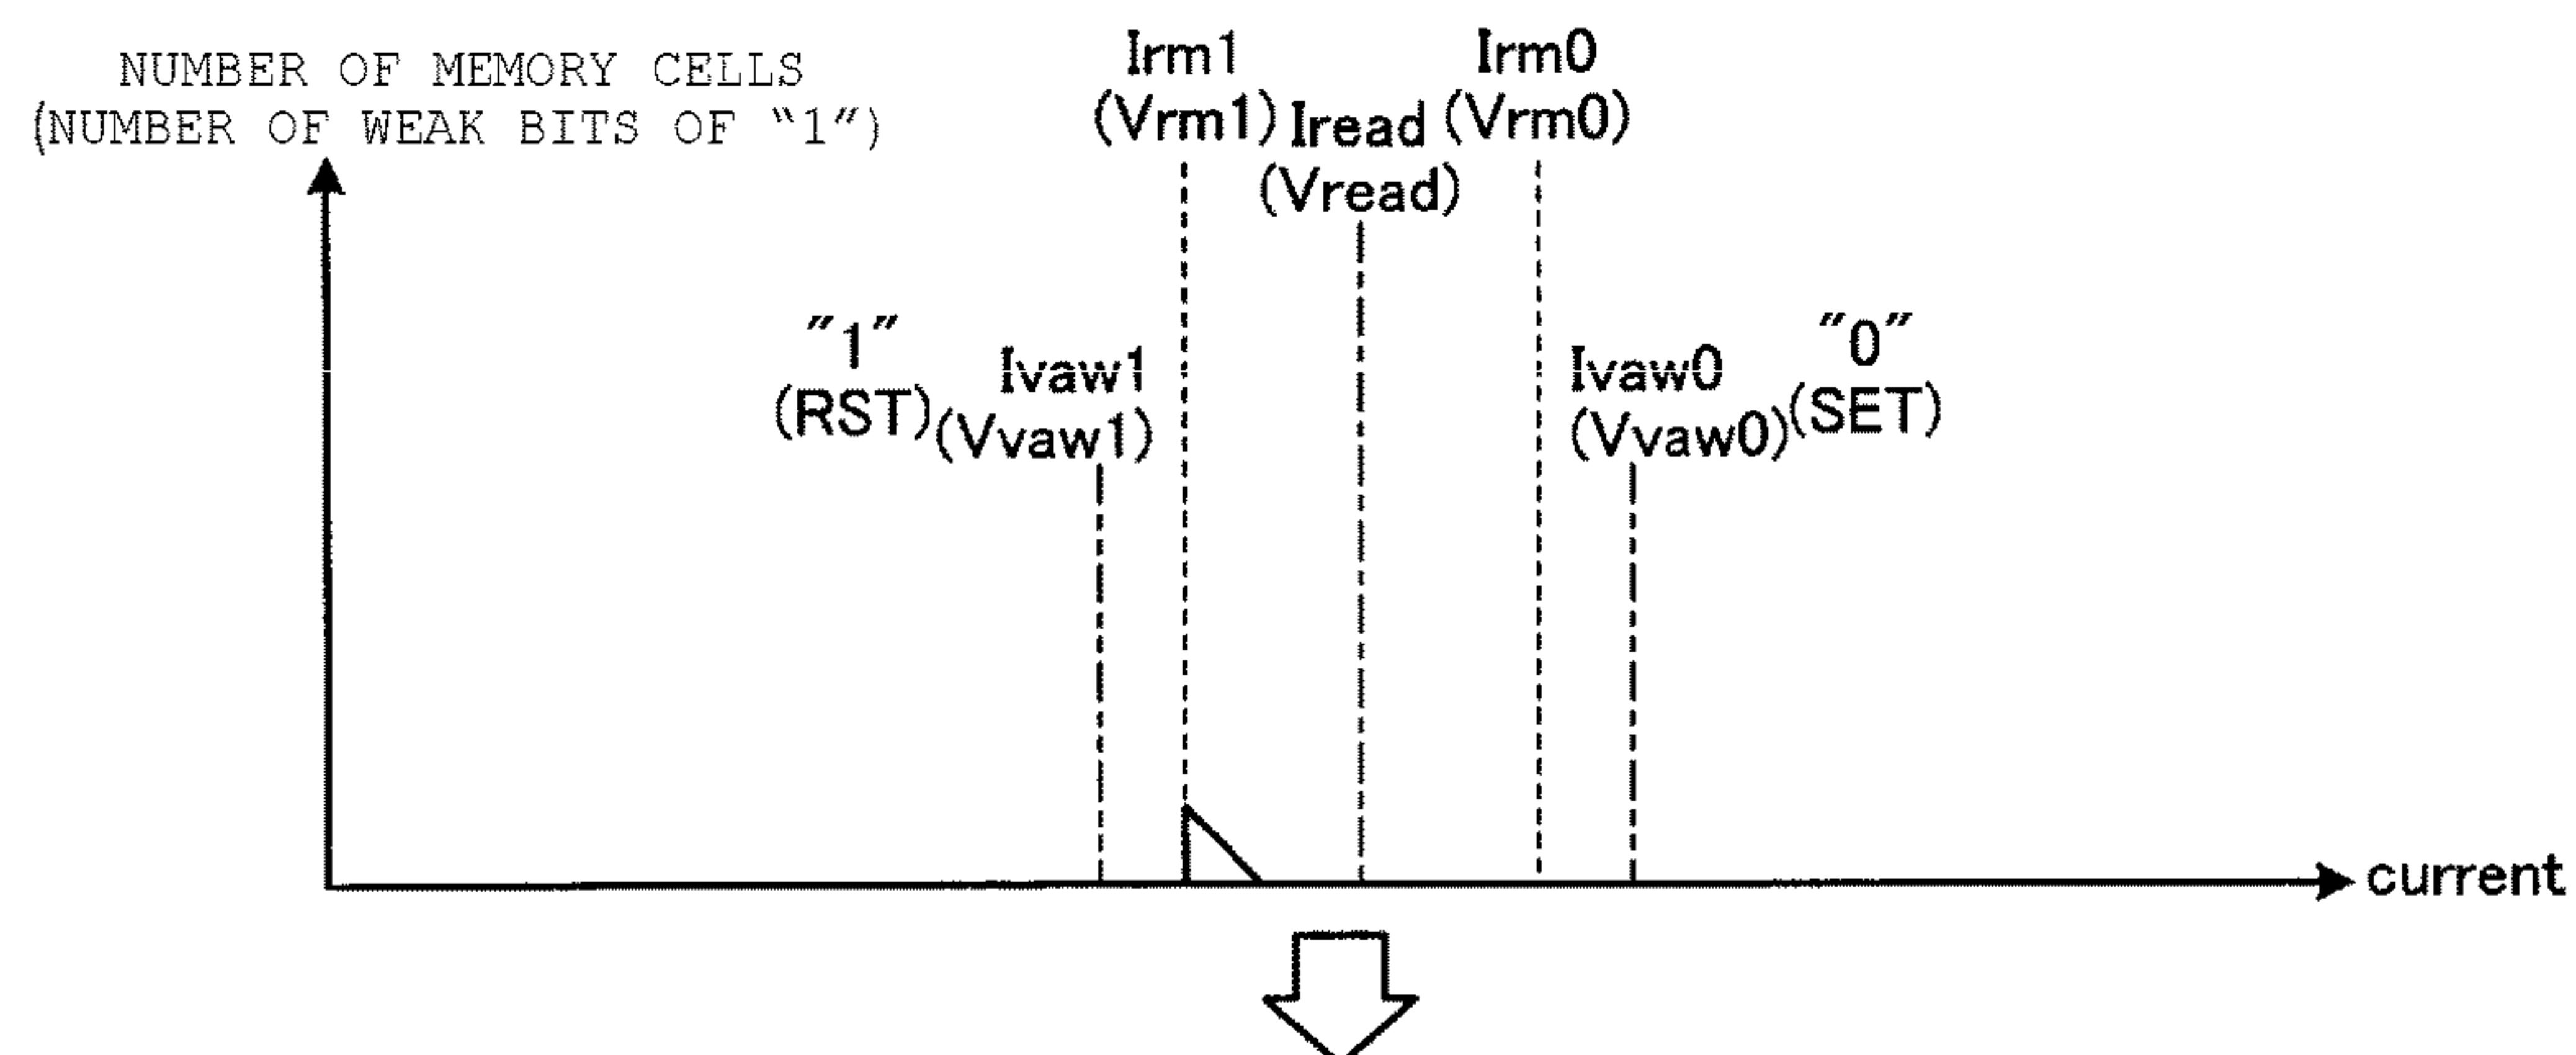 NUMBER OF MEMORY CELLS
(NUMBER OF WEAK BITS OF "1")
Irm1
(Vrm1)
Iread
(Vread)
Irm0
(Vrm0)
"1"
(RST)
Ivaw1
(Vvaw1)
Ivaw0
(Vvaw0)
"0"
(SET)
current